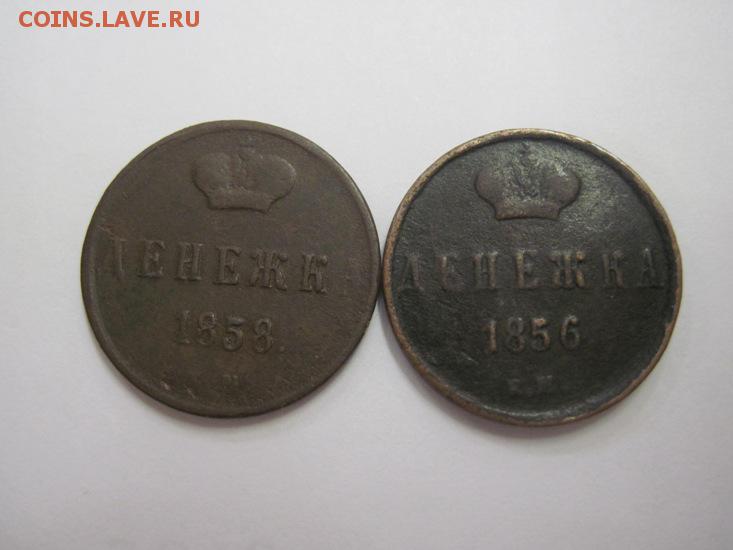 COINS.LAVE.RU
ДЕНЕЖКА
1858.
ДЕНЕЖКА
1856
Е.М.